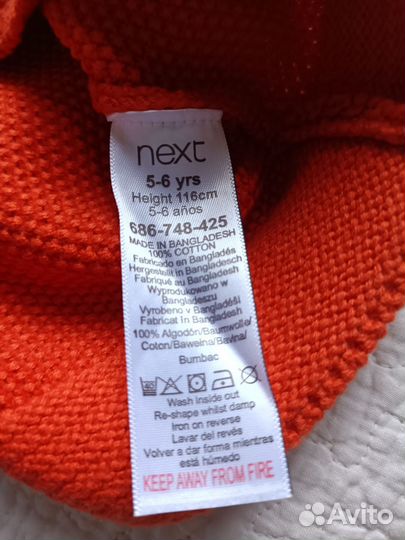 next
5-6 yrs
Height 116cm
5-6 años
686-748-425
MADE IN BANGLADESH
100% COTTON
Fabricado en Bangladés
Hergestellt in Bangladesch
Fabriqué au Bangladesh
Wyprodukowano w
Bangladeszu
Vyrobeno v Bangladéši
Fabricat în Bangladesh
100% Algodón/Baumwolle/
Coton/Bawełna/Bavlna/
Bumbac
40
Wash inside out
Re-shape whilst damp
Iron on reverse
Lavar del revés
Volver a dar forma mientras
está húmedo
KEEP AWAY FROM FIRE
Avito